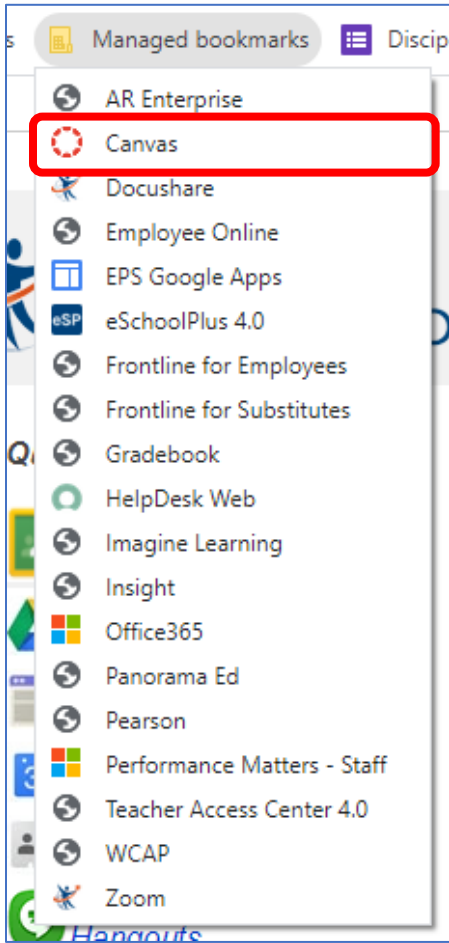 s Managed bookmarks Discip
AR Enterprise
Canvas
Docushare
Employee Online
EPS Google Apps
eSP eSchoolPlus 4.0
Frontline for Employees
Frontline for Substitutes
Gradebook
HelpDesk Web
Imagine Learning
Insight
Office365
Panorama Ed
Pearson
Performance Matters - Staff
Teacher Access Center 4.0
WCAP
Zoom
Hangouts